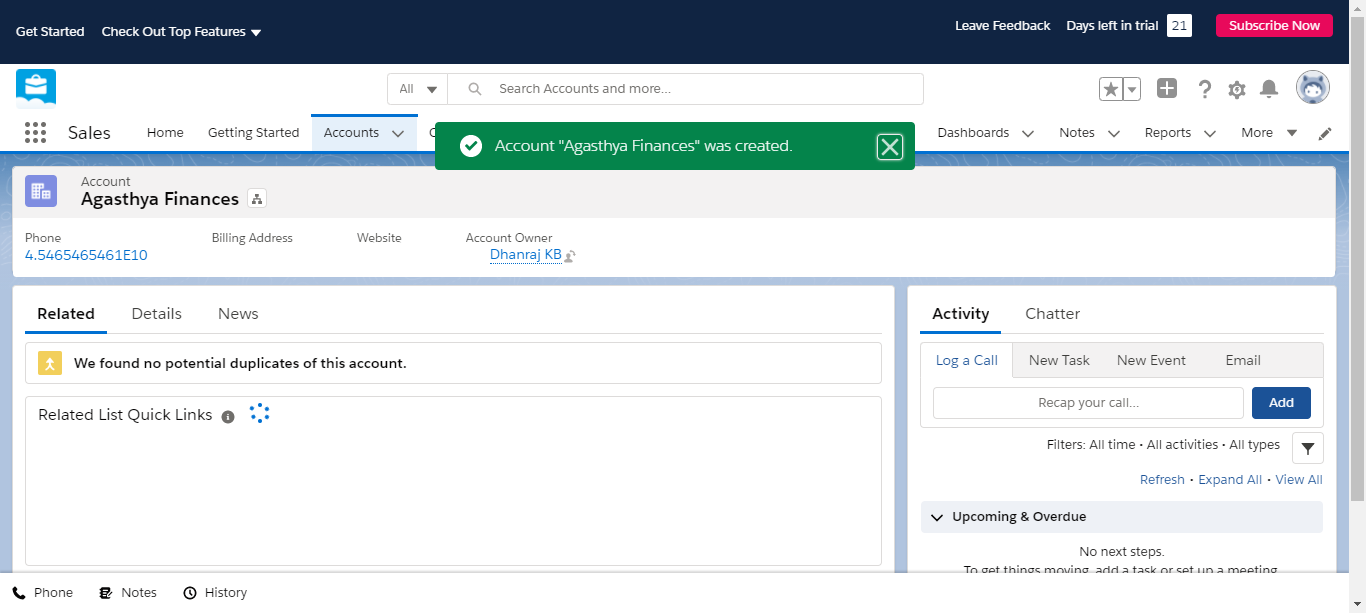 Get Started Check Out Top Features Leave Feedback Days left in trial 21 Subscribe Now
All Search Accounts and more...
Sales Home Getting Started Accounts Dashboards Notes Reports More
Account "Agasthya Finances" was created.
Account
Agasthya Finances
Phone Billing Address Website Account Owner
4.5465465461E10 Dhanraj KB
Related Details News
We found no potential duplicates of this account.
Related List Quick Links
Activity Chatter
Log a Call New Task New Event Email
Recap your call... Add
Filters: All time • All activities • All types
Refresh • Expand All • View All
Upcoming & Overdue
No next steps.
To get things moving, add a task or set up a meeting.
Phone Notes History